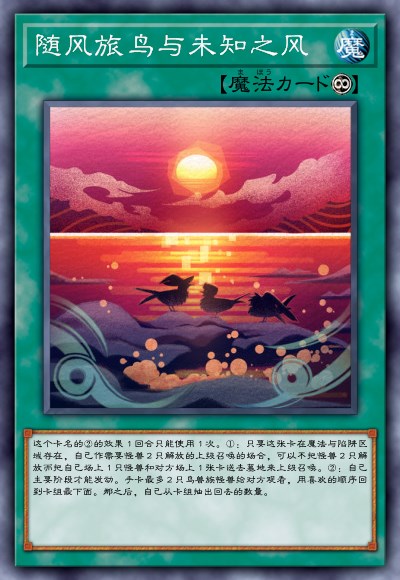 随风旅鸟与未知之风
魔
【魔法カード】
まほう
这个卡名的②的效果1回合只能使用1次。①：只要这张卡在魔法与陷阱区
域存在，自己作需要怪兽2只解放的上级召唤的场合，可以不把怪兽2只解
放而把自己场上1只怪兽和对方场上1张卡送去墓地来上级召唤。②：自己
主要阶段才能发动。手卡最多2只鸟兽族怪兽给对方观看，用喜欢的顺序回
到卡组最下面。那之后，自己从卡组抽出回去的数量。